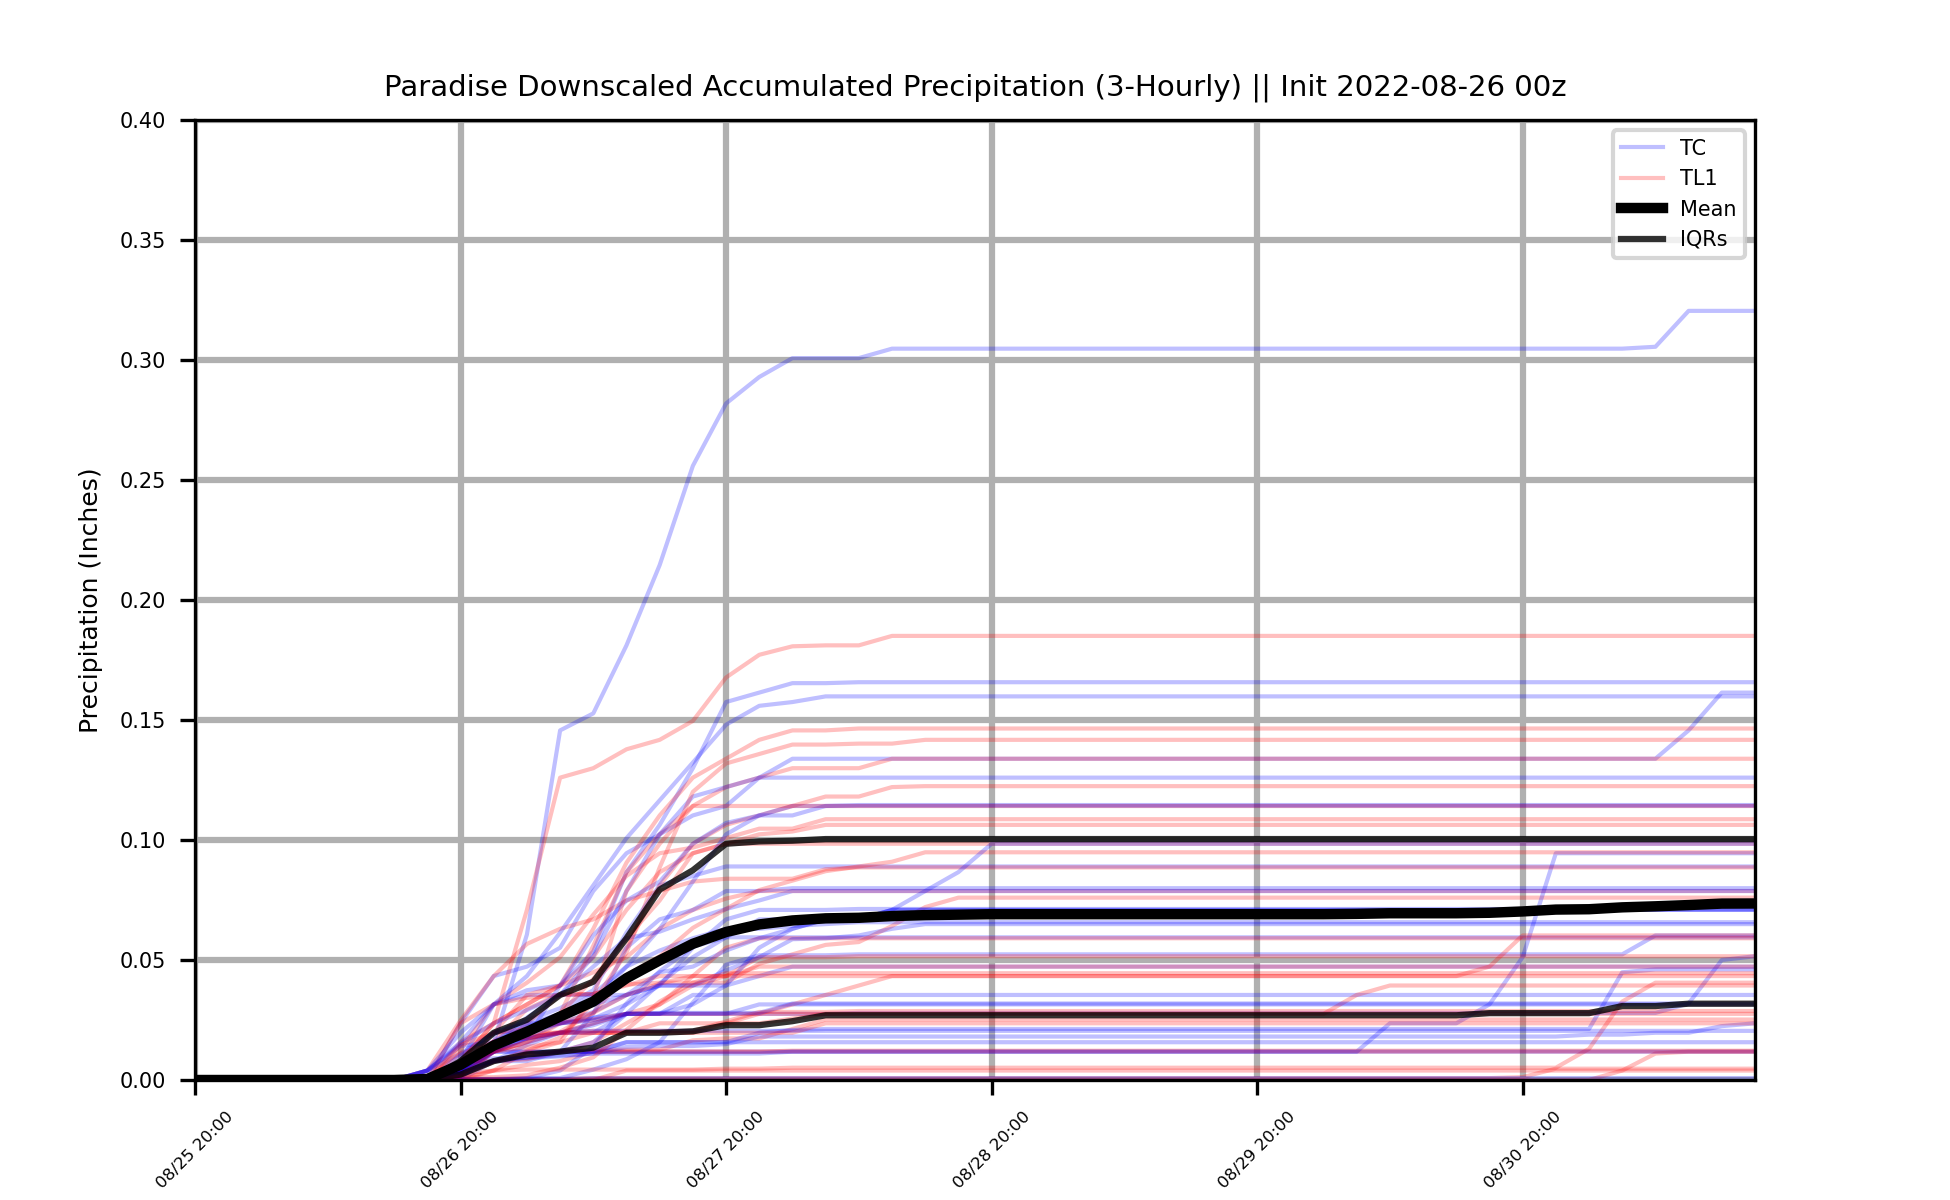 Paradise Downscaled Accumulated Precipitation (3-Hourly) || Init 2022-08-26 00z
TC
TL1
Mean
IQRs
Precipitation (Inches)
0.40
0.35
0.30
0.25
0.20
0.15
0.10
0.05
0.00
08/25 20:00
08/26 20:00
08/27 20:00
08/28 20:00
08/29 20:00
08/30 20:00